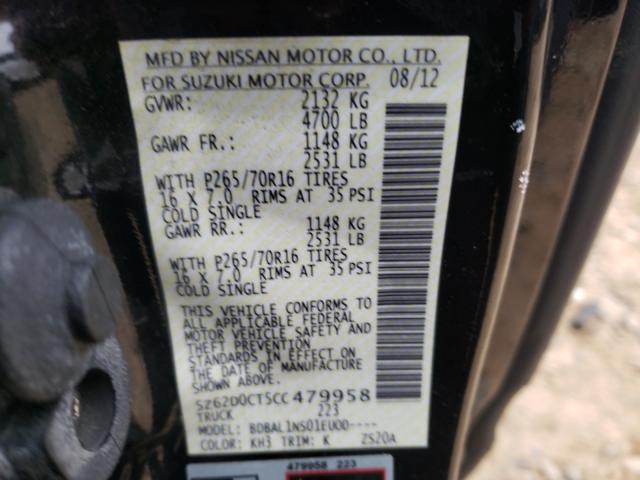 MFD BY NISSAN MOTOR CO., LTD.
FOR SUZUKI MOTOR CORP. 08/12
GVWR: 2132 KG
4700 LB
GAWR FR.: 1148 KG
2531 LB
WITH P265/70R16 TIRES
16 X 7.0 RIMS AT 35 PSI
COLD SINGLE
GAWR RR.: 1148 KG
2531 LB
WITH P265/70R16 TIRES
16 X 7.0 RIMS AT 35 PSI
COLD SINGLE
THIS VEHICLE CONFORMS TO
ALL APPLICABLE FEDERAL
MOTOR VEHICLE SAFETY AND
THEFT PREVENTION
STANDARDS IN EFFECT ON
THE DATE OF MANUFACTURE
SHOWN ABOVE.
5Z62D0CT5CC479958
TRUCK 223
MODEL: BDBAL1NS01EU00----
COLOR: KH3 TRIM: K ZS20A
479958 223